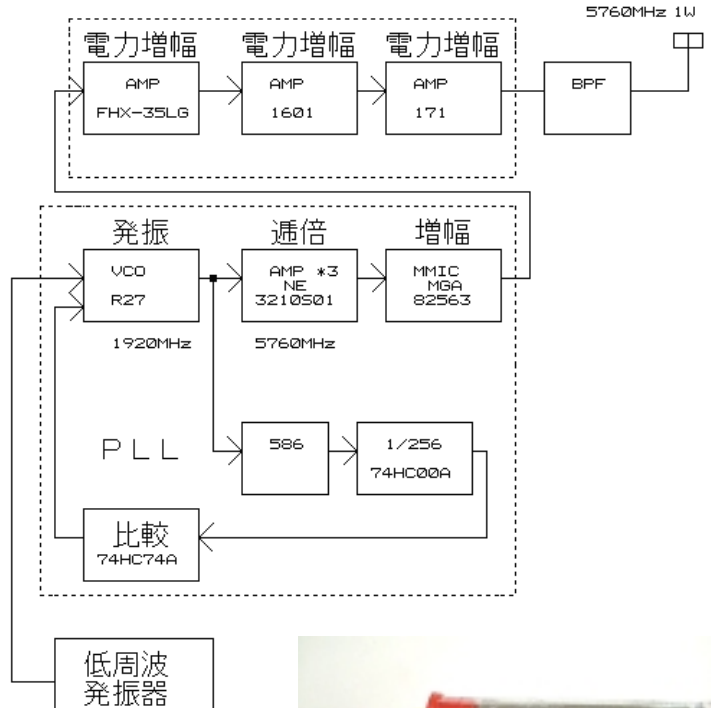 5760MHz 1W
電力増幅 電力増幅 電力増幅
AMP
FHX-35LG
AMP
1601
AMP
171
BPF
発振 逓倍 増幅
VCO
R27
AMP *3
NE
3210S01
MMIC
MGA
82563
1920MHz 5760MHz
PLL
586
1/256
74HC00A
比較
74HC74A
低周波
発振器